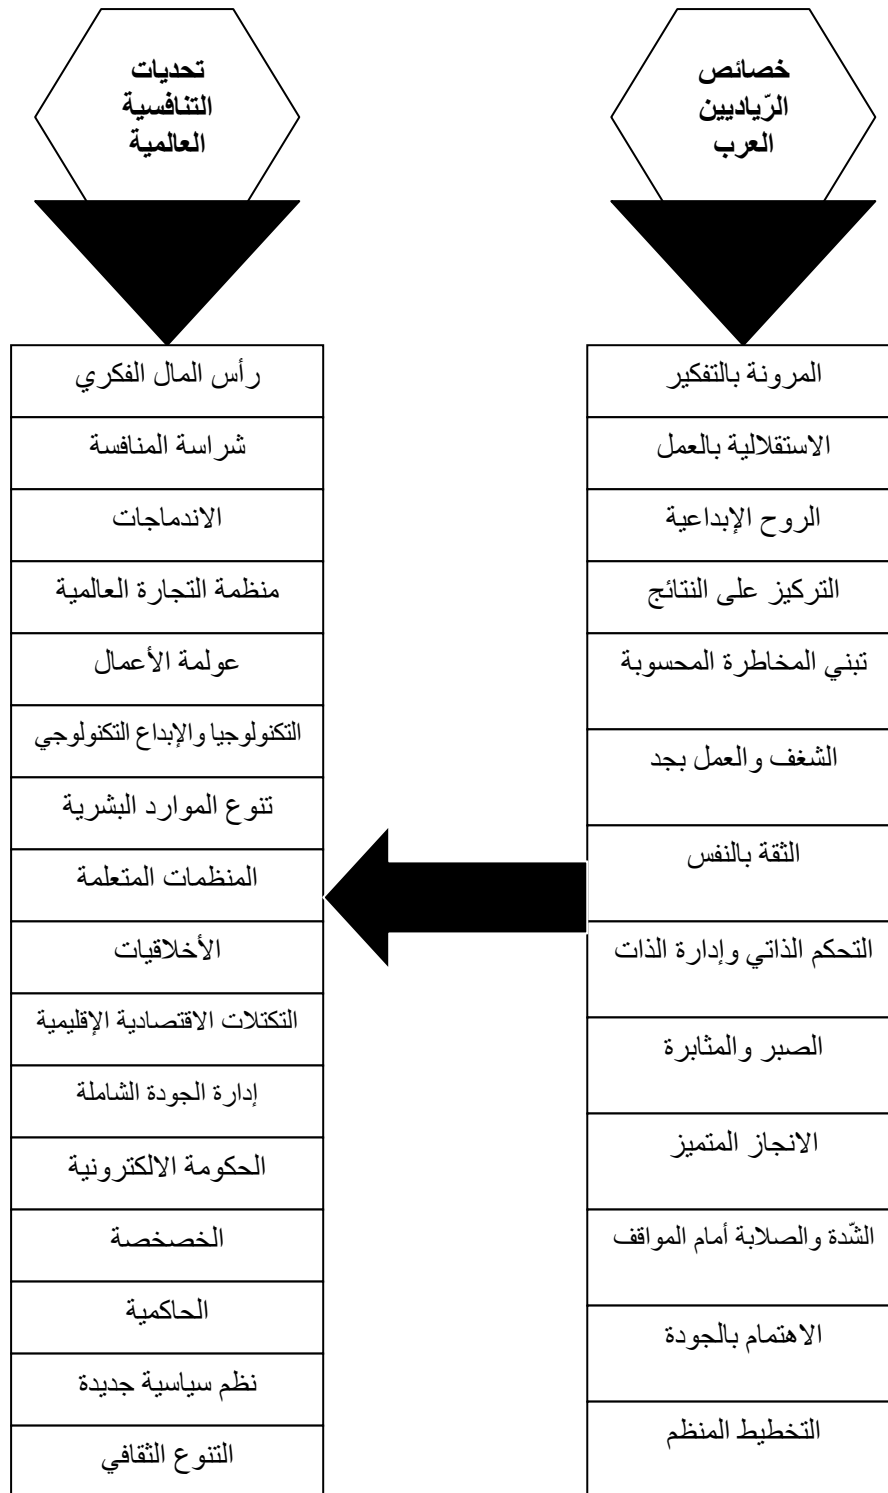 خصائص
الرّياديين
العرب
المرونة بالتفكير
الاستقلالية بالعمل
الروح الإبداعية
التركيز على النتائج
تبني المخاطرة المحسوبة
الشغف والعمل بجد
الثقة بالنفس
التحكم الذاتي وإدارة الذات
الصبر والمثابرة
الانجاز المتميز
الشّدة والصلابة أمام المواقف
الاهتمام بالجودة
التخطيط المنظم
تحديات
التنافسية
العالمية
رأس المال الفكري
شراسة المنافسة
الاندماجات
منظمة التجارة العالمية
عولمة الأعمال
التكنولوجيا والإبداع التكنولوجي
تنوع الموارد البشرية
المنظمات المتعلمة
الأخلاقيات
التكتلات الاقتصادية الإقليمية
إدارة الجودة الشاملة
الحكومة الالكترونية
الخصخصة
الحاكمية
نظم سياسية جديدة
التنوع الثقافي